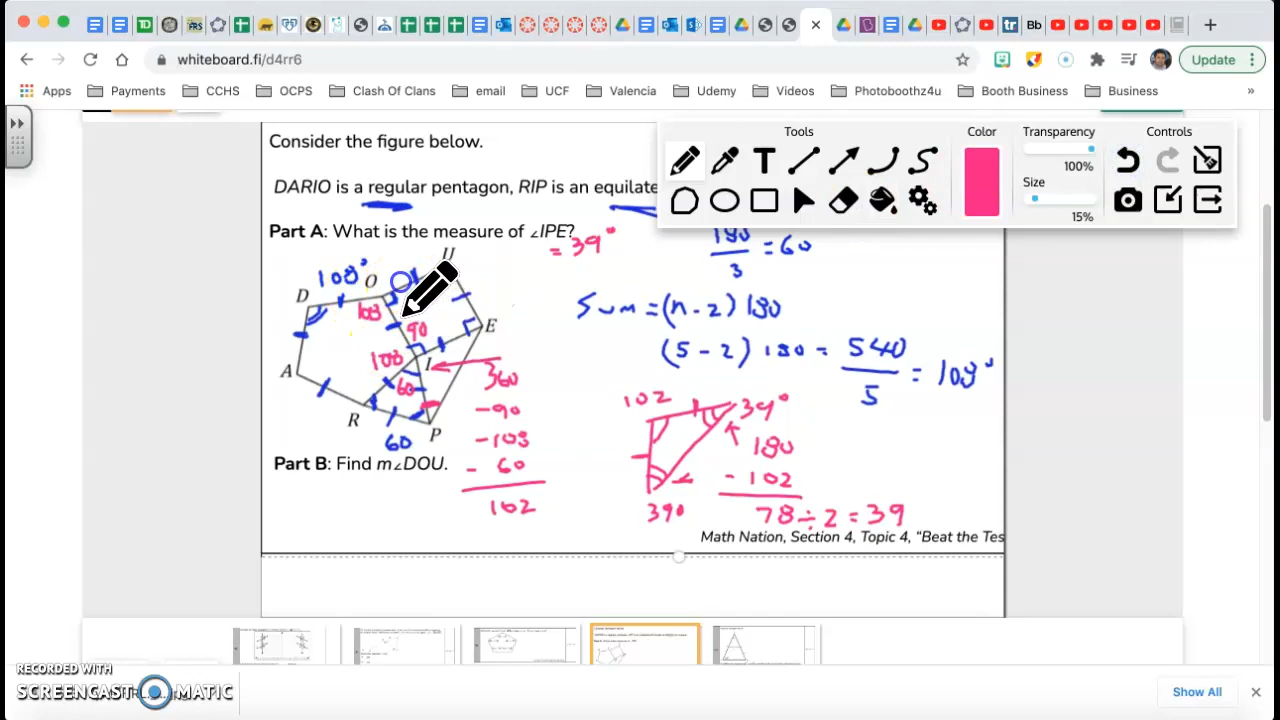 Bb
whiteboard.fi/d4rr6
Update
Apps Payments CCHS OCPS Clash Of Clans email UCF Valencia Udemy Videos Photoboothz4u Booth Business Business »
Tools Color Transparency Controls
100%
Size
15%
Consider the figure below.
DARIO is a regular pentagon, RIP is an equilate
Part A: What is the measure of ∠IPE?
= 39°
180/3 = 60
Sum = (n - 2) 180
(5 - 2) 180 = 540/5 = 108°
108° O U
D 108
90 E
A 108 I
60
R P
60
360
- 90
- 108
- 60
102
102 39°
180
- 102
390 78 ÷ 2 = 39
Part B: Find m∠DOU.
Math Nation, Section 4, Topic 4, "Beat the Tes
RECORDED WITH
SCREENCAST MATIC
Show All